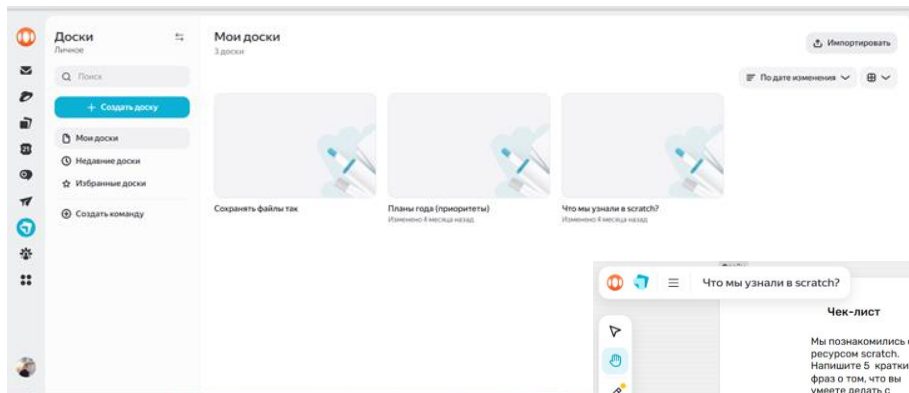 Доски
Личное
Поиск
+ Создать доску
Мои доски
Недавние доски
Избранные доски
Создать команду
21
Мои доски
3 доски
Импортировать
По дате изменения
Сохранять файлы так
Планы года (приоритеты)
Изменено 4 месяца назад
Что мы узнали в scratch?
Изменено 4 месяца назад
Что мы узнали в scratch?
Чек-лист
Мы познакомились
ресурсом scratch.
Напишите 5 кратки
фраз о том, что вы
умеете делать с